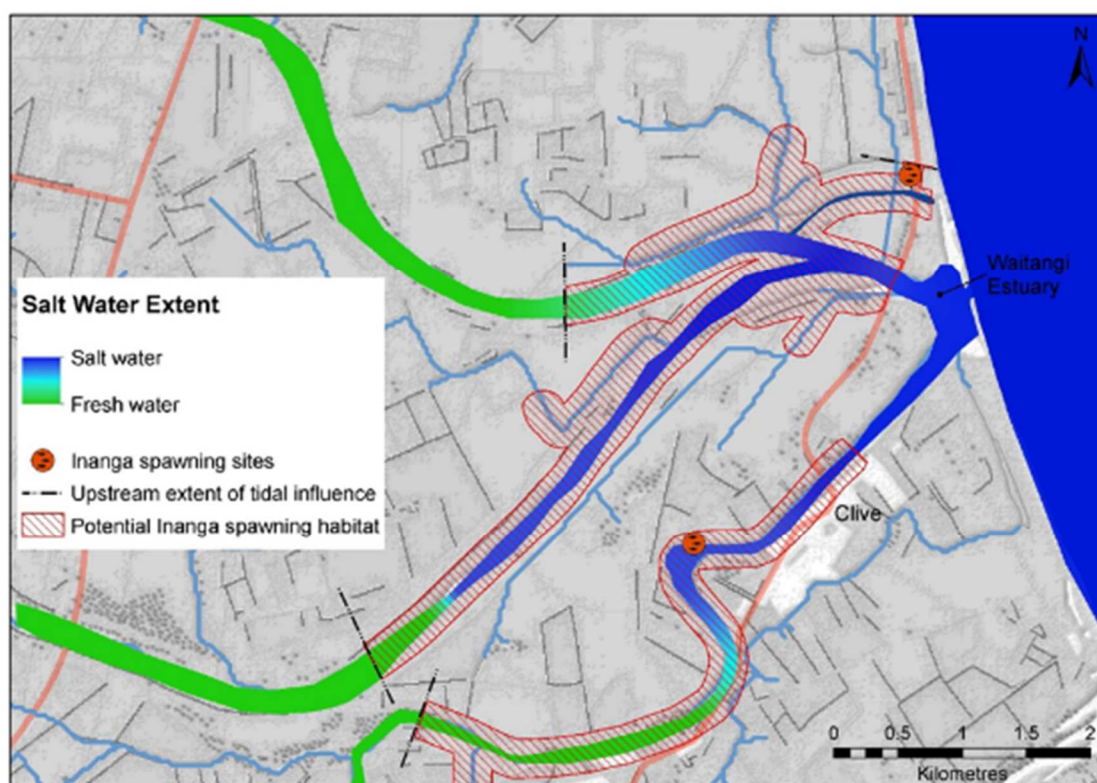 N
Waitangi
Estuary
Salt Water Extent
Salt water
Fresh water
Inanga spawning sites
Upstream extent of tidal influence
Potential Inanga spawning habitat
Clive
0 0.5 1 1.5 2
Kilometres